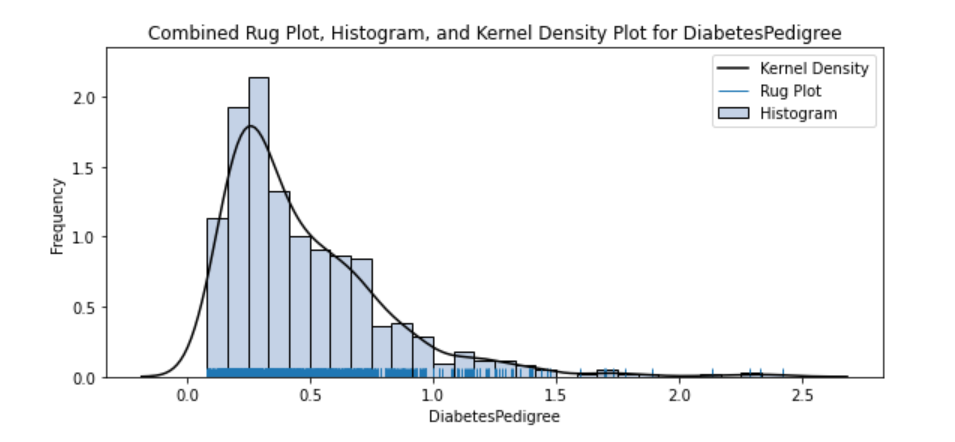 Combined Rug Plot, Histogram, and Kernel Density Plot for DiabetesPedigree
Kernel Density
Rug Plot
Histogram
Frequency
2.0
1.5
1.0
0.5
0.0
0.0 0.5 1.0 1.5 2.0 2.5
DiabetesPedigree